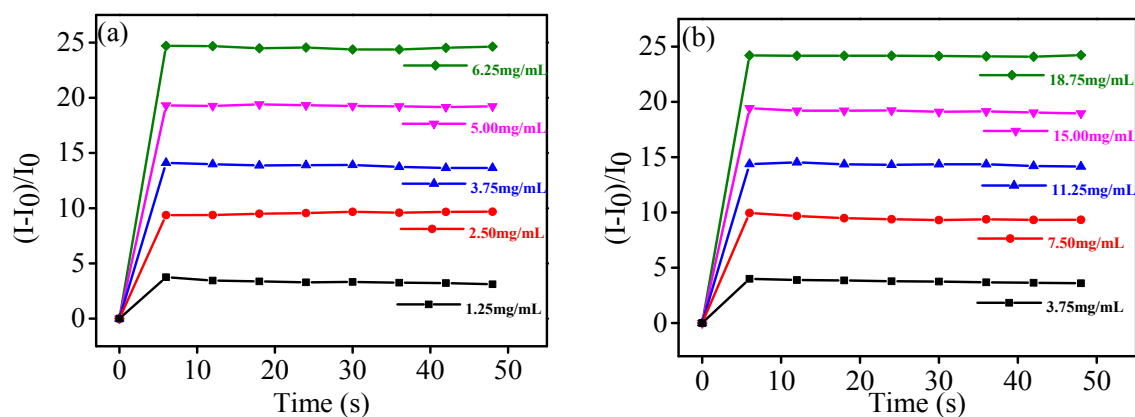 (a)
(I-I0)/I0
25
20
15
10
5
0
6.25mg/mL
5.00mg/mL
3.75mg/mL
2.50mg/mL
1.25mg/mL
0 10 20 30 40 50
Time (s)
(b)
(I-I0)/I0
25
20
15
10
5
0
18.75mg/mL
15.00mg/mL
11.25mg/mL
7.50mg/mL
3.75mg/mL
0 10 20 30 40 50
Time (s)